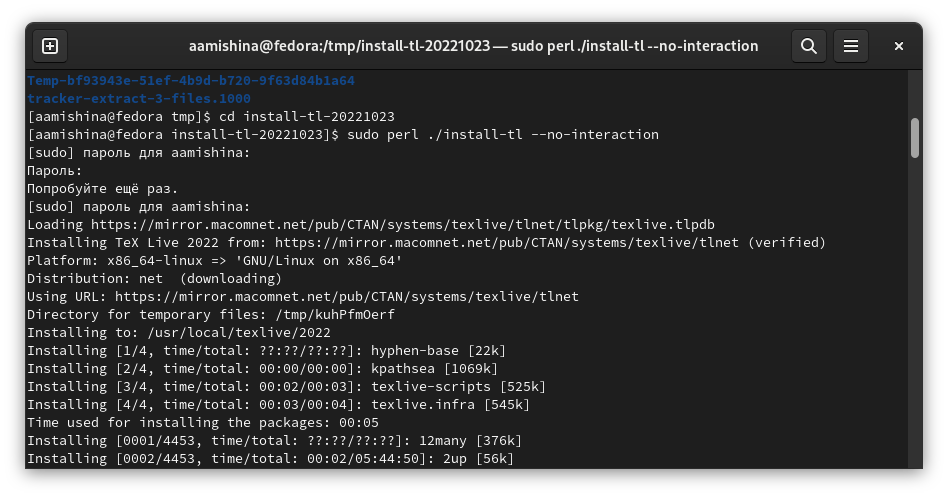 aamishina@fedora:/tmp/install-tl-20221023 — sudo perl ./install-tl --no-interaction
Temp-bf93943e-51ef-4b9d-b720-9f63d84b1a64
tracker-extract-3-files.1000
[aamishina@fedora tmp]$ cd install-tl-20221023
[aamishina@fedora install-tl-20221023]$ sudo perl ./install-tl --no-interaction
[sudo] пароль для aamishina:
Пароль:
Попробуйте ещё раз.
[sudo] пароль для aamishina:
Loading https://mirror.macomnet.net/pub/CTAN/systems/texlive/tlnet/tlpkg/texlive.tlpdb
Installing TeX Live 2022 from: https://mirror.macomnet.net/pub/CTAN/systems/texlive/tlnet (verified)
Platform: x86_64-linux => 'GNU/Linux on x86_64'
Distribution: net  (downloading)
Using URL: https://mirror.macomnet.net/pub/CTAN/systems/texlive/tlnet
Directory for temporary files: /tmp/kuhPfmOerf
Installing to: /usr/local/texlive/2022
Installing [1/4, time/total: ??:??/??:??]: hyphen-base [22k]
Installing [2/4, time/total: 00:00/00:00]: kpathsea [1069k]
Installing [3/4, time/total: 00:02/00:03]: texlive-scripts [525k]
Installing [4/4, time/total: 00:03/00:04]: texlive.infra [545k]
Time used for installing the packages: 00:05
Installing [0001/4453, time/total: ??:??/??:??]: 12many [376k]
Installing [0002/4453, time/total: 00:02/05:44:50]: 2up [56k]